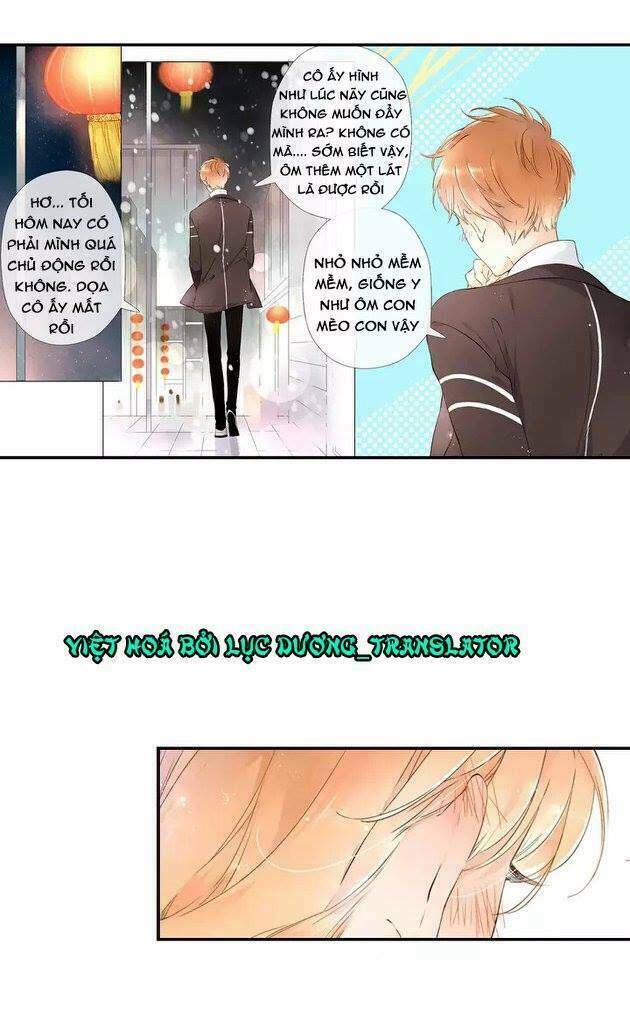 HƠ... TỐI
HÔM NAY CÓ
PHẢI MÌNH QUÁ
CHỦ ĐỘNG RỒI
KHÔNG. DỌA
CÔ ẤY MẤT
RỒI
CÔ ẤY HÌNH
NHƯ LÚC NÃY CŨNG
KHÔNG MUỐN ĐẨY
MÌNH RA? KHÔNG CÓ
MÀ.... SỚM BIẾT VẬY,
ÔM THÊM MỘT LÁT
LÀ ĐƯỢC RỒI
NHỎ NHỎ MỀM
MỀM, GIỐNG Y
NHƯ ÔM CON
MÈO CON VẬY
VIỆT HOÁ BỞI LỤC DƯƠNG_TRANSLATOR